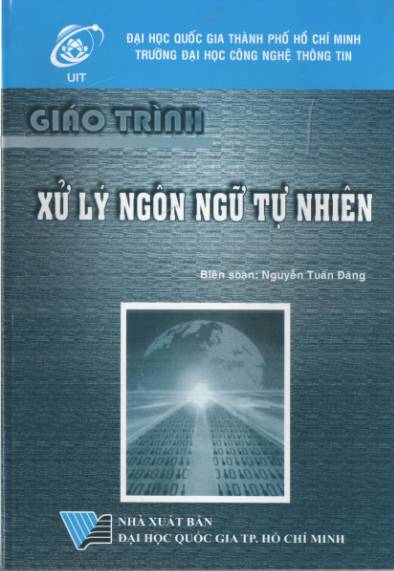 ĐẠI HỌC QUỐC GIA THÀNH PHỐ HỒ CHÍ MINH
TRƯỜNG ĐẠI HỌC CÔNG NGHỆ THÔNG TIN
UIT
GIÁO TRÌNH
XỬ LÝ NGÔN NGỮ TỰ NHIÊN
Biên soạn: Nguyễn Tuấn Đăng
NHÀ XUẤT BẢN
ĐẠI HỌC QUỐC GIA TP. HỒ CHÍ MINH